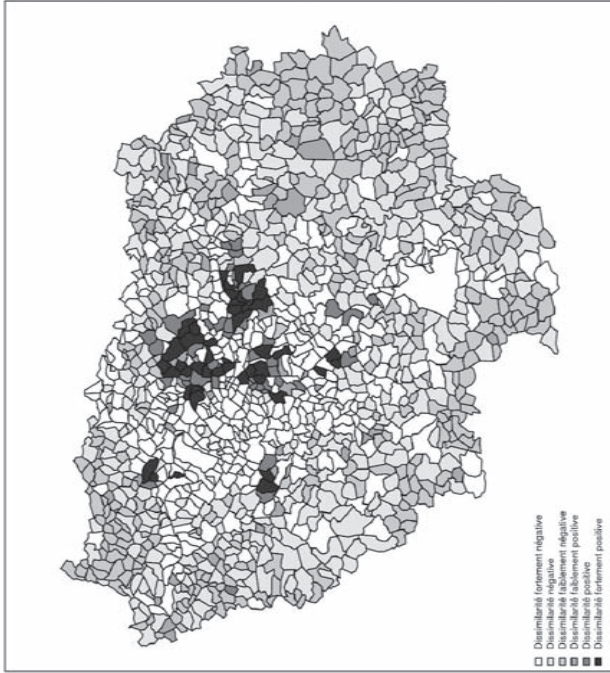 Dissimilarité fortement négative
Dissimilarité négative
Dissimilarité faiblement négative
Dissimilarité faiblement positive
Dissimilarité positive
Dissimilarité fortement positive